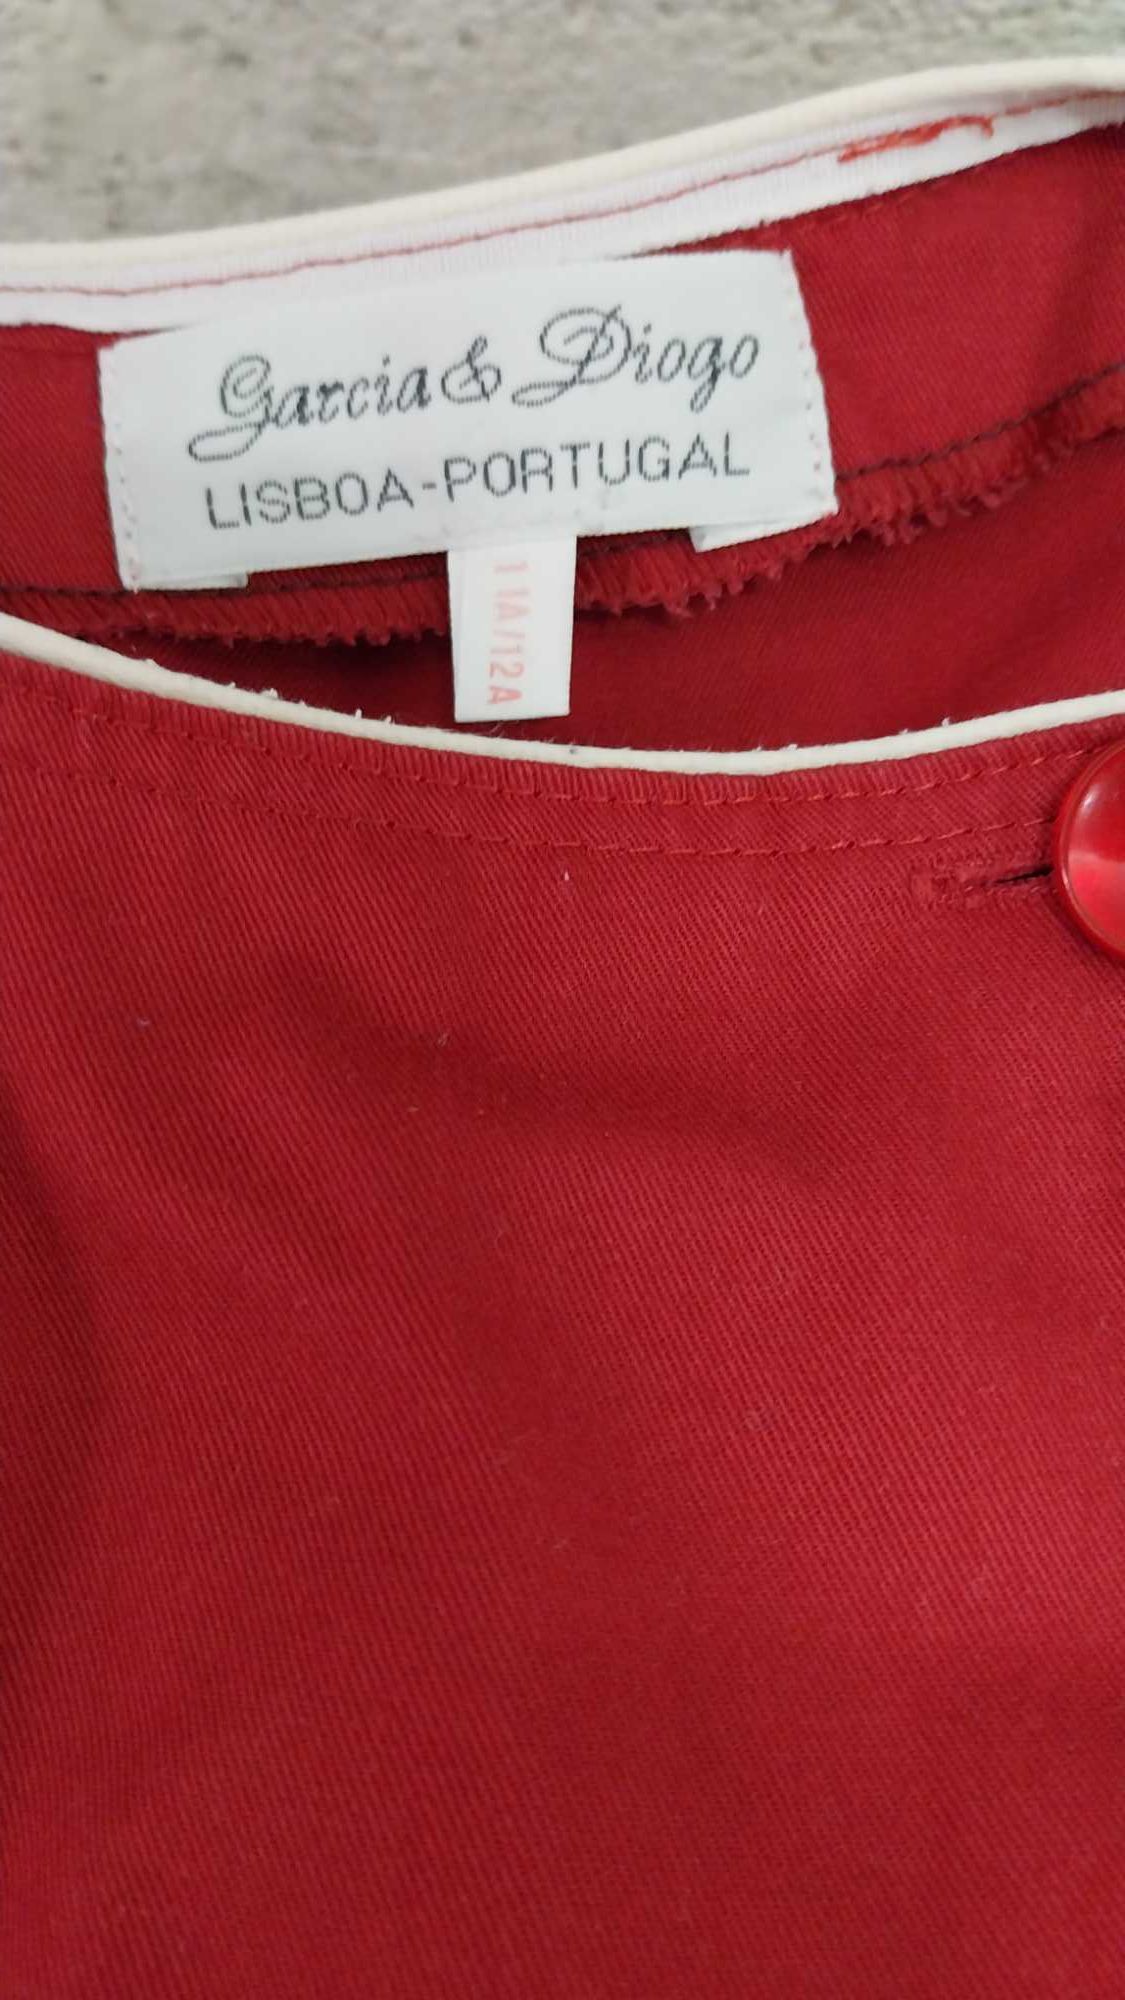 Garcia & Diogo
LISBOA-PORTUGAL
11A/12A